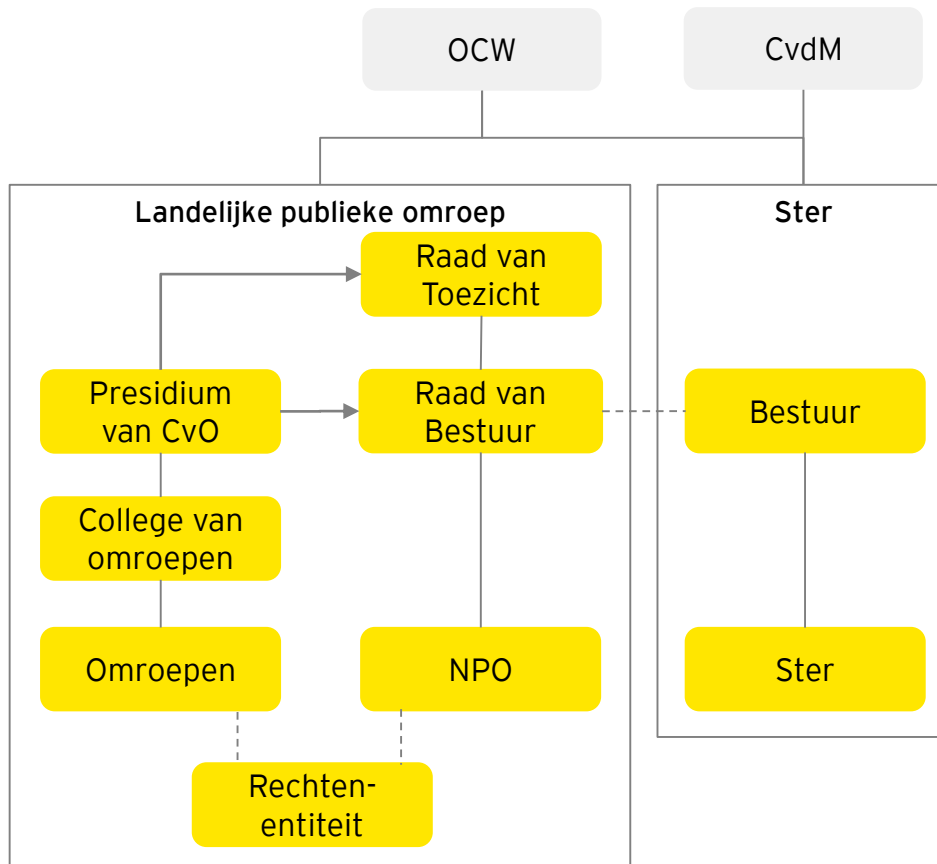 OCW
CvdM
Landelijke publieke omroep
Ster
Raad van
Toezicht
Presidium
van CvO
Raad van
Bestuur
Bestuur
College van
omroepen
Omroepen
NPO
Ster
Rechten-
entiteit